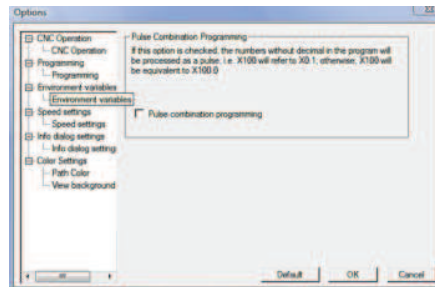 Options
CNC Operation
CNC Operation
Programming
Programming
Environment variables
Environment variables
Speed settings
Speed settings
Info dialog settings
Info dialog setting
Color Settings
Path Color
View background
Pulse Combination Programming
If this option is checked, the numbers without decimal in the program will
be processed as a pulse, i.e. X100 will refer to X0.1; otherwise, X100 will
be equivalent to X100.0
Pulse combination programming
Default
OK
Cancel